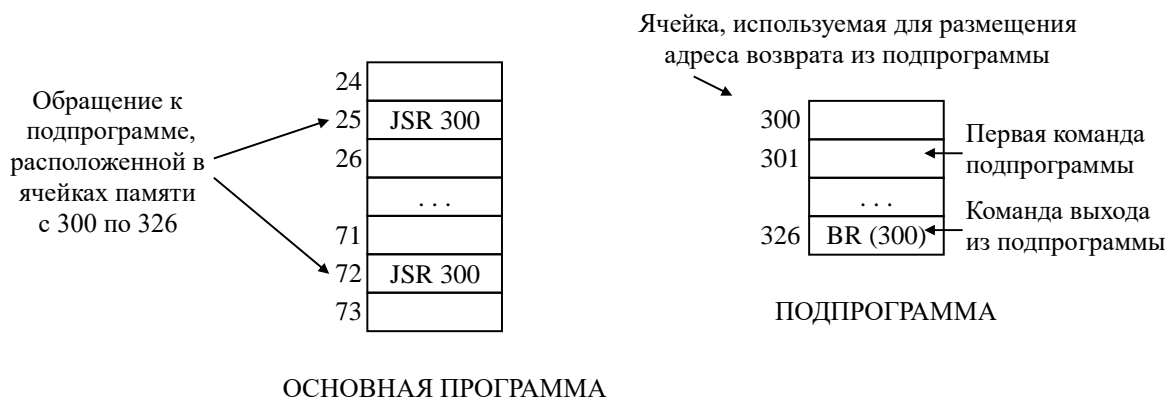 Ячейка, используемая для размещения
адреса возврата из подпрограммы
Обращение к
подпрограмме,
расположенной в
ячейках памяти
с 300 по 326
24
25 JSR 300
26
. . .
71
72 JSR 300
73
ОСНОВНАЯ ПРОГРАММА
300
301
. . .
326 BR (300)
Первая команда
подпрограммы
Команда выхода
из подпрограммы
ПОДПРОГРАММА